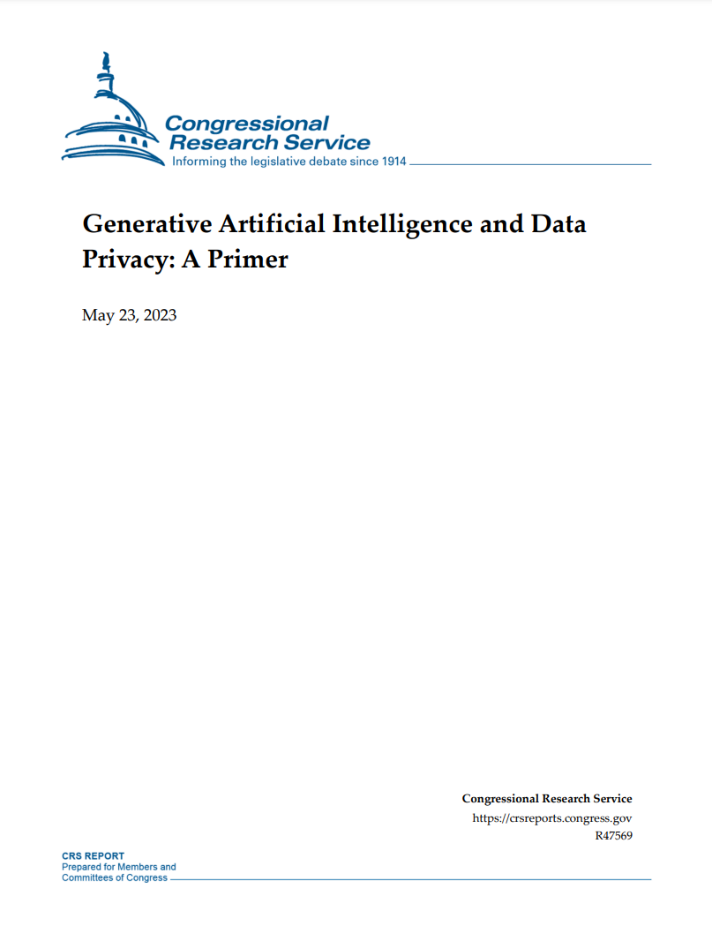 Congressional
Research Service
Informing the legislative debate since 1914
Generative Artificial Intelligence and Data
Privacy: A Primer
May 23, 2023
Congressional Research Service
https://crsreports.congress.gov
R47569
CRS REPORT
Prepared for Members and
Committees of Congress